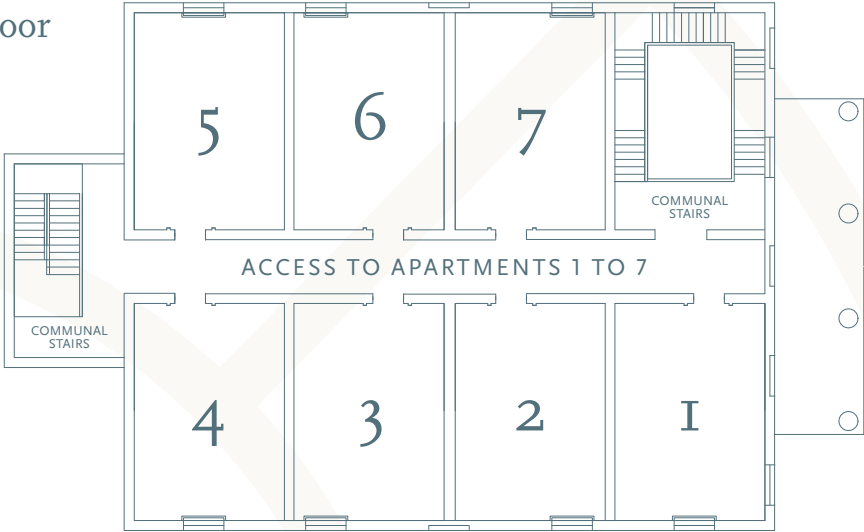 oor
5 6 7
COMMUNAL
STAIRS
ACCESS TO APARTMENTS 1 TO 7
COMMUNAL
STAIRS
4 3 2 1